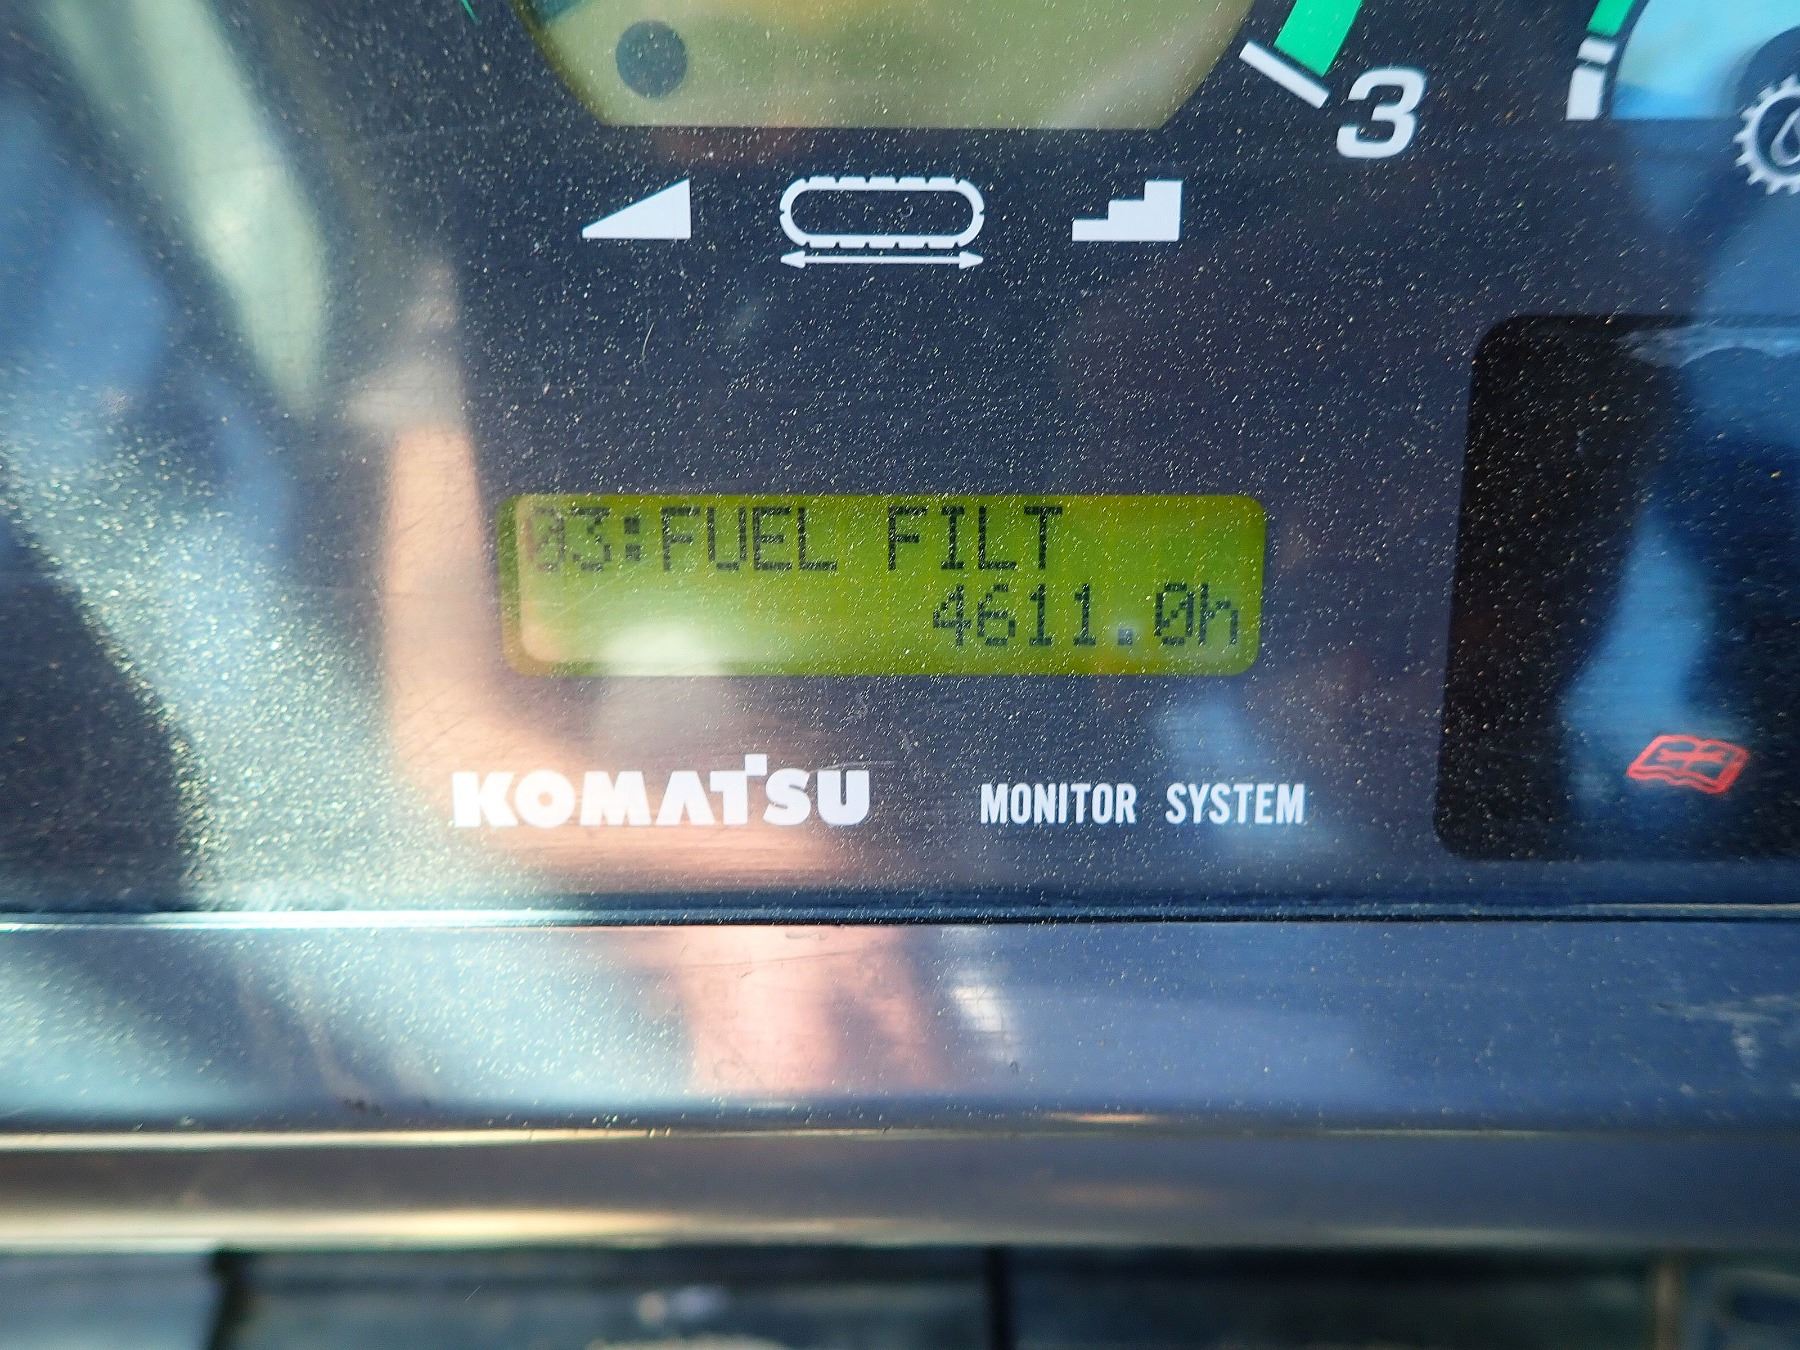 3
03:FUEL FILT
4611.0h
KOMATSU MONITOR SYSTEM